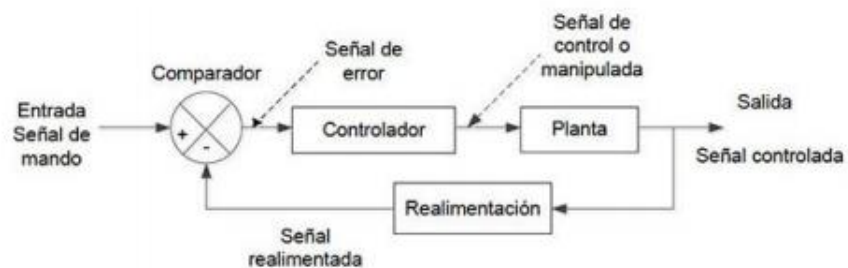 Señal de
error
Señal de
control o
manipulada
Comparador
Entrada
Señal de
mando
+
-
Controlador
Planta
Salida
Señal controlada
Realimentación
Señal
realimentada